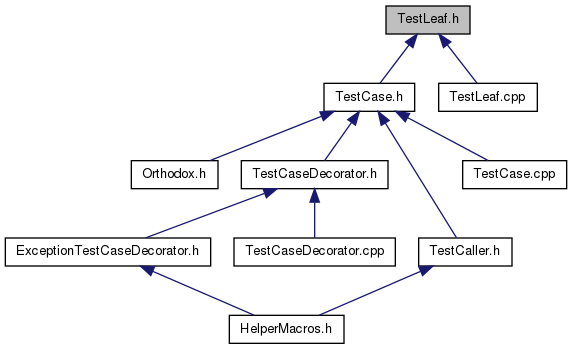 TestLeaf.h
TestCase.h
TestLeaf.cpp
Orthodox.h
TestCaseDecorator.h
TestCase.cpp
ExceptionTestCaseDecorator.h
TestCaseDecorator.cpp
TestCaller.h
HelperMacros.h